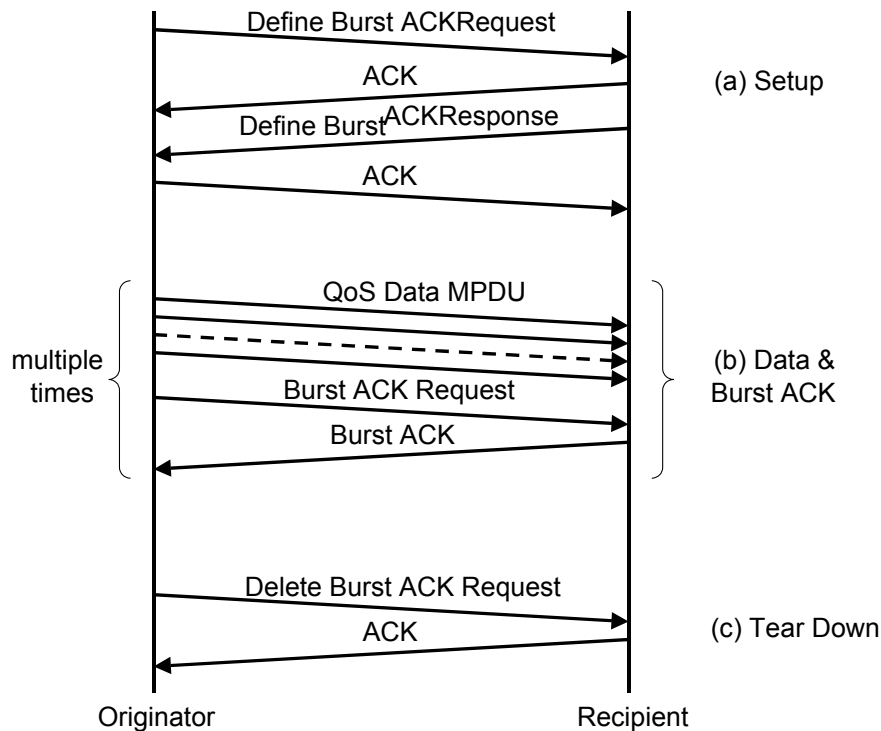 Define Burst ACKRequest
ACK
(a) Setup
Define Burst ACKResponse
ACK
QoS Data MPDU
multiple
times
(b) Data &
Burst ACK
Burst ACK Request
Burst ACK
Delete Burst ACK Request
ACK
(c) Tear Down
Originator
Recipient